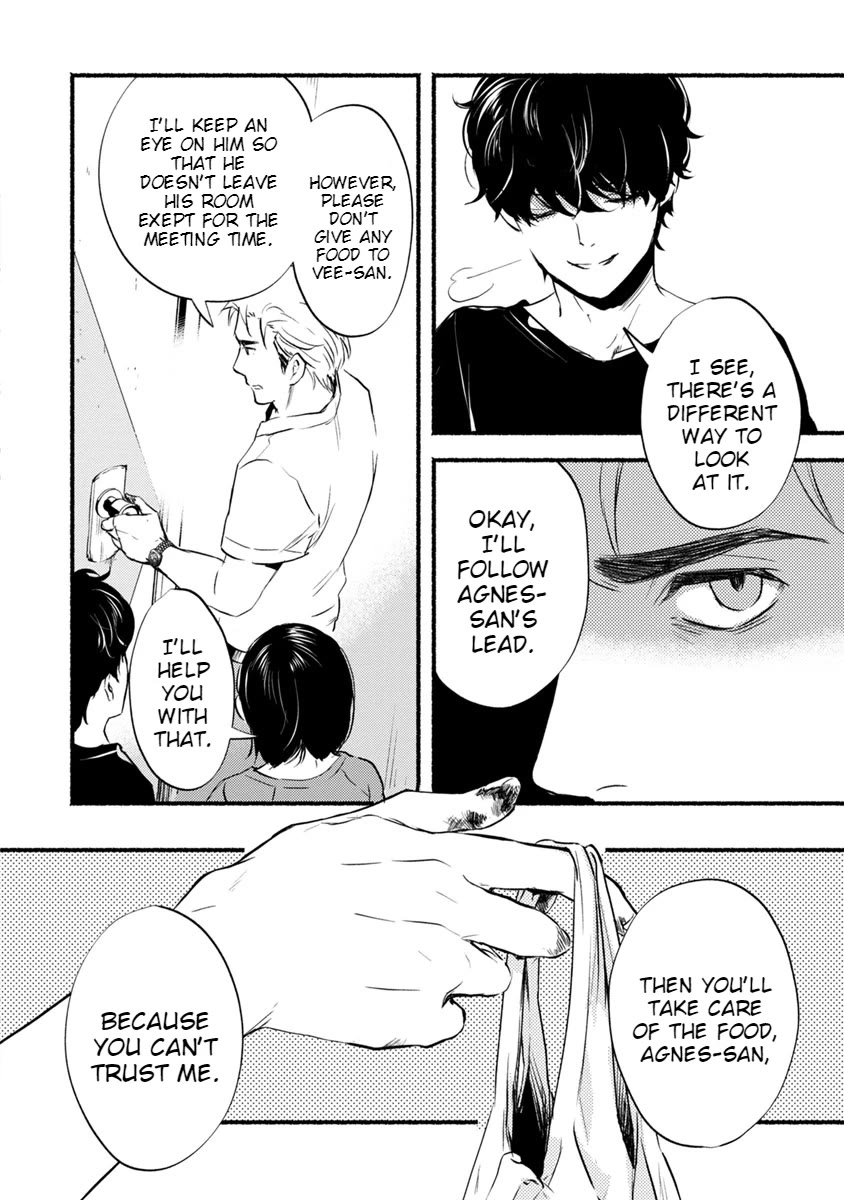 I SEE,
THERE'S A
DIFFERENT
WAY TO
LOOK
AT IT.
OKAY,
I'LL
FOLLOW
AGNES-
SAN'S
LEAD.
HOWEVER,
PLEASE
DON'T
GIVE ANY
FOOD TO
VEE-SAN.
I'LL KEEP AN
EYE ON HIM SO
THAT HE
DOESN'T LEAVE
HIS ROOM
EXEPT FOR THE
MEETING TIME.
I'LL
HELP
YOU
WITH
THAT.
THEN YOU'LL
TAKE CARE
OF THE FOOD,
AGNES-SAN,
BECAUSE
YOU CAN'T
TRUST ME.